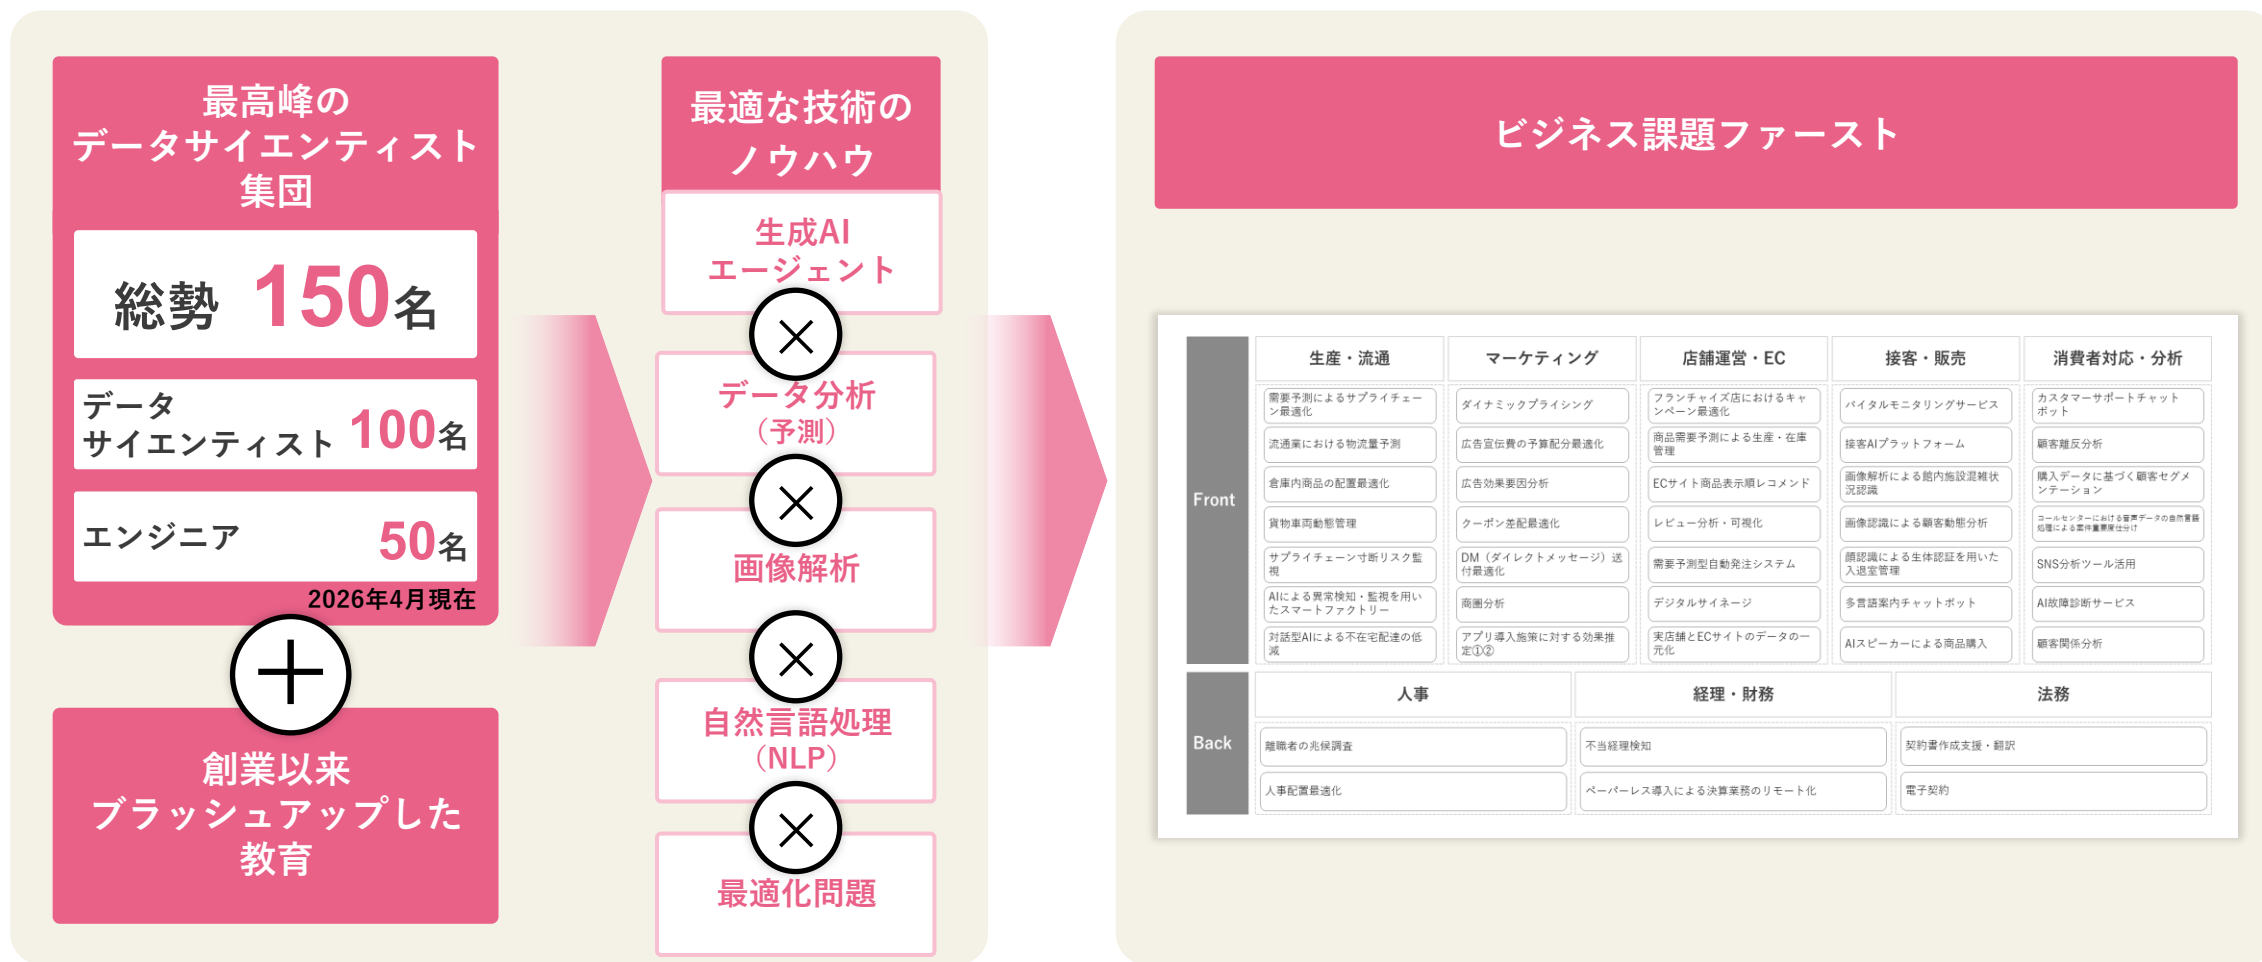 最高峰の
データサイエンティスト
集団
総勢 150名
データ
サイエンティスト 100名
エンジニア 50名
2026年4月現在
＋
創業以来
ブラッシュアップした
教育
最適な技術の
ノウハウ
生成AI
エージェント
×
データ分析
（予測）
×
画像解析
×
自然言語処理
（NLP）
×
最適化問題
ビジネス課題ファースト
Front
生産・流通
需要予測によるサプライチェー
ン最適化
流通業における物流量予測
倉庫内商品の配置最適化
貨物車両動態管理
サプライチェーン寸断リスク監
視
AIによる異常検知・監視を用い
たスマートファクトリー
対話型AIによる不在宅配達の低
減
マーケティング
ダイナミックプライシング
広告宣伝費の予算配分最適化
広告効果要因分析
クーポン差配最適化
DM（ダイレクトメッセージ）送
付最適化
商圏分析
アプリ導入施策に対する効果推
定①②
店舗運営・EC
フランチャイズ店におけるキャ
ンペーン最適化
商品需要予測による生産・在庫
管理
ECサイト商品表示順レコメンド
レビュー分析・可視化
需要予測型自動発注システム
デジタルサイネージ
実店舗とECサイトのデータの一
元化
接客・販売
バイタルモニタリングサービス
接客AIプラットフォーム
画像解析による館内施設混雑状
況認識
画像認識による顧客動態分析
顔認識による生体認証を用いた
入退室管理
多言語案内チャットボット
AIスピーカーによる商品購入
消費者対応・分析
カスタマーサポートチャット
ボット
顧客離反分析
購入データに基づく顧客セグメ
ンテーション
コールセンターにおける音声データの自然言語
処理による案件重要度仕分け
SNS分析ツール活用
AI故障診断サービス
顧客関係分析
Back
人事
離職者の兆候調査
人事配置最適化
経理・財務
不当経理検知
ペーパーレス導入による決算業務のリモート化
法務
契約書作成支援・翻訳
電子契約